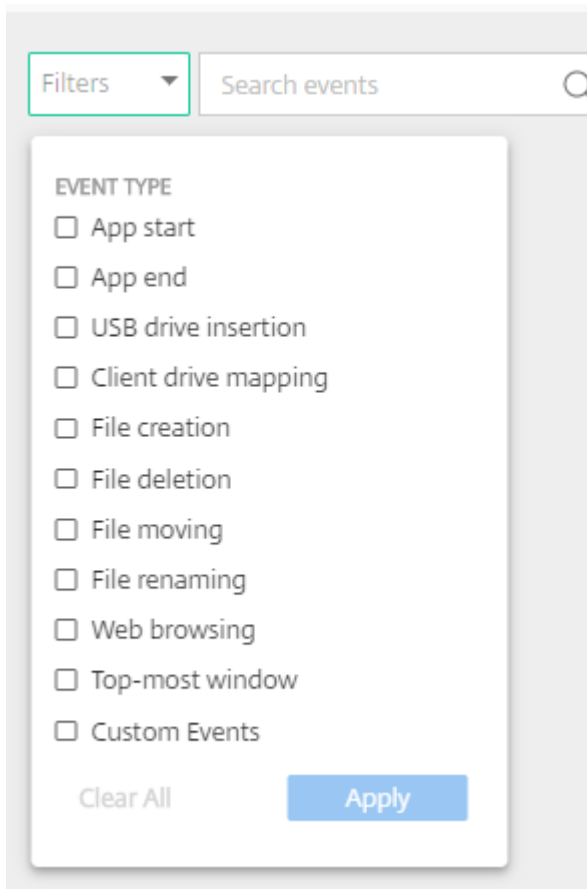 Filters
Search events
EVENT TYPE
App start
App end
USB drive insertion
Client drive mapping
File creation
File deletion
File moving
File renaming
Web browsing
Top-most window
Custom Events
Clear All
Apply